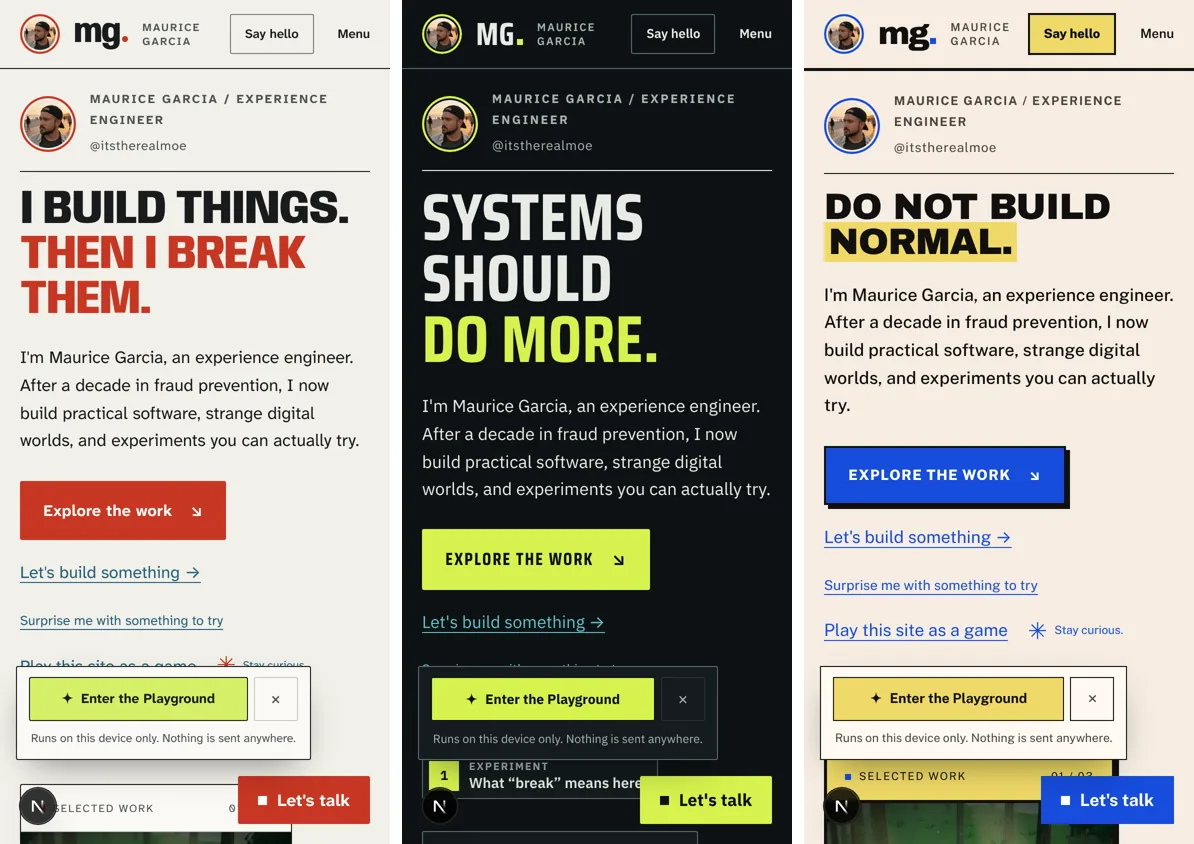 mg.
MAURICE
GARCIA
Say hello
Menu
MAURICE GARCIA / EXPERIENCE
ENGINEER
@itstherealmoe
I BUILD THINGS.
THEN I BREAK
THEM.
I'm Maurice Garcia, an experience engineer.
After a decade in fraud prevention, I now
build practical software, strange digital
worlds, and experiments you can actually try.
Explore the work ↘
Let's build something →
Surprise me with something to try
Play this site as a game
Stay curious.
✦ Enter the Playground
×
Runs on this device only. Nothing is sent anywhere.
N
SELECTED WORK
0
Let's talk
MG.
MAURICE
GARCIA
Say hello
Menu
MAURICE GARCIA / EXPERIENCE
ENGINEER
@itstherealmoe
SYSTEMS
SHOULD
DO MORE.
I'm Maurice Garcia, an experience engineer.
After a decade in fraud prevention, I now
build practical software, strange digital
worlds, and experiments you can actually try.
EXPLORE THE WORK ↘
Let's build something →
✦ Enter the Playground
×
Runs on this device only. Nothing is sent anywhere.
1
EXPERIMENT
What “break” means here
N
Let's talk
mg.
MAURICE
GARCIA
Say hello
Menu
MAURICE GARCIA / EXPERIENCE
ENGINEER
@itstherealmoe
DO NOT BUILD
NORMAL.
I'm Maurice Garcia, an experience engineer.
After a decade in fraud prevention, I now
build practical software, strange digital
worlds, and experiments you can actually
try.
EXPLORE THE WORK ↘
Let's build something →
Surprise me with something to try
Play this site as a game
Stay curious.
✦ Enter the Playground
×
Runs on this device only. Nothing is sent anywhere.
SELECTED WORK
N
Let's talk